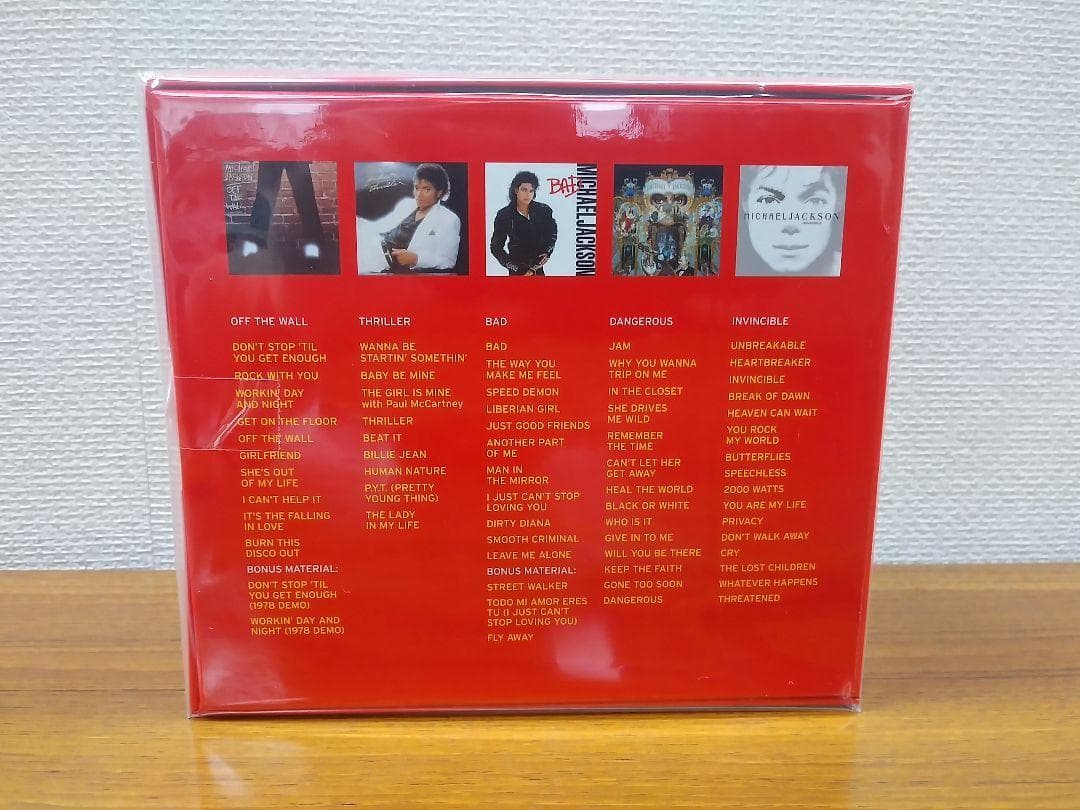 MICHAEL
JACKSON
OFF
THE
WALL
Thriller
BAD
MICHAEL JACKSON
MICHAEL JACKSON
OFF THE WALL
DON'T STOP 'TIL
YOU GET ENOUGH
ROCK WITH YOU
WORKIN' DAY
AND NIGHT
GET ON THE FLOOR
OFF THE WALL
GIRLFRIEND
SHE'S OUT
OF MY LIFE
I CAN'T HELP IT
IT'S THE FALLING
IN LOVE
BURN THIS
DISCO OUT
BONUS MATERIAL:
DON'T STOP 'TIL
YOU GET ENOUGH
(1978 DEMO)
WORKIN' DAY AND
NIGHT (1978 DEMO)
THRILLER
WANNA BE
STARTIN' SOMETHIN'
BABY BE MINE
THE GIRL IS MINE
with Paul McCartney
THRILLER
BEAT IT
BILLIE JEAN
HUMAN NATURE
P.Y.T. (PRETTY
YOUNG THING)
THE LADY
IN MY LIFE
BAD
BAD
THE WAY YOU
MAKE ME FEEL
SPEED DEMON
LIBERIAN GIRL
JUST GOOD FRIENDS
ANOTHER PART
OF ME
MAN IN
THE MIRROR
I JUST CAN'T STOP
LOVING YOU
DIRTY DIANA
SMOOTH CRIMINAL
LEAVE ME ALONE
BONUS MATERIAL:
STREET WALKER
TODO MI AMOR ERES
TU (I JUST CAN'T
STOP LOVING YOU)
FLY AWAY
DANGEROUS
JAM
WHY YOU WANNA
TRIP ON ME
IN THE CLOSET
SHE DRIVES
ME WILD
REMEMBER
THE TIME
CAN'T LET HER
GET AWAY
HEAL THE WORLD
BLACK OR WHITE
WHO IS IT
GIVE IN TO ME
WILL YOU BE THERE
KEEP THE FAITH
GONE TOO SOON
DANGEROUS
INVINCIBLE
UNBREAKABLE
HEARTBREAKER
INVINCIBLE
BREAK OF DAWN
HEAVEN CAN WAIT
YOU ROCK
MY WORLD
BUTTERFLIES
SPEECHLESS
2000 WATTS
YOU ARE MY LIFE
PRIVACY
DON'T WALK AWAY
CRY
THE LOST CHILDREN
WHATEVER HAPPENS
THREATENED